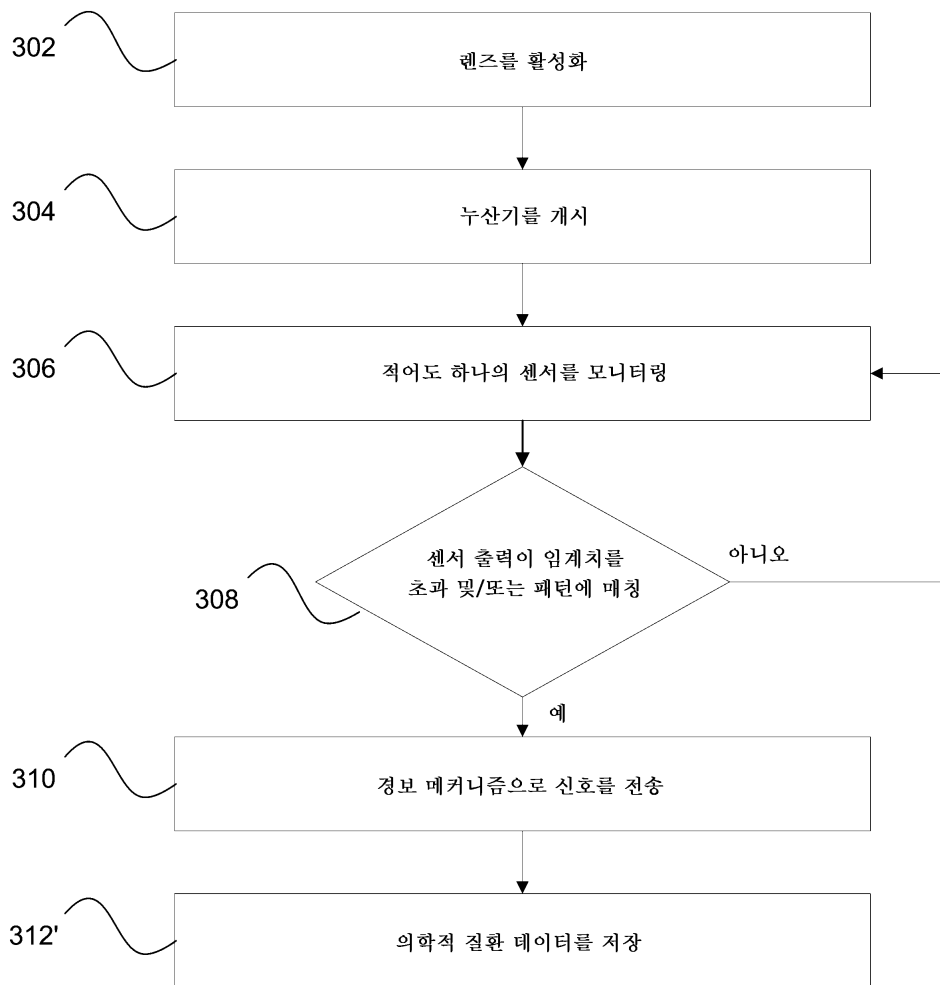 302
렌즈를 활성화
304
누산기를 개시
306
적어도 하나의 센서를 모니터링
308
센서 출력이 임계치를
초과 및/또는 패턴에 매칭
아니오
예
310
경보 메커니즘으로 신호를 전송
312'
의학적 질환 데이터를 저장